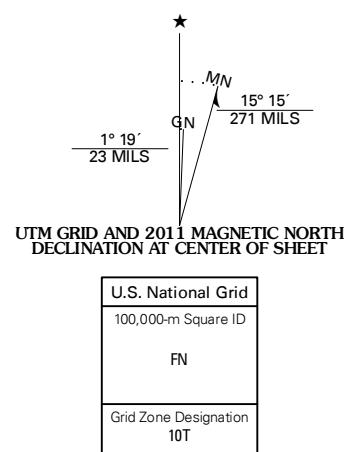 ★
MN
GN
15° 15´
271 MILS
1° 19´
23 MILS
UTM GRID AND 2011 MAGNETIC NORTH
DECLINATION AT CENTER OF SHEET
U.S. National Grid
100,000-m Square ID
FN
Grid Zone Designation
10T